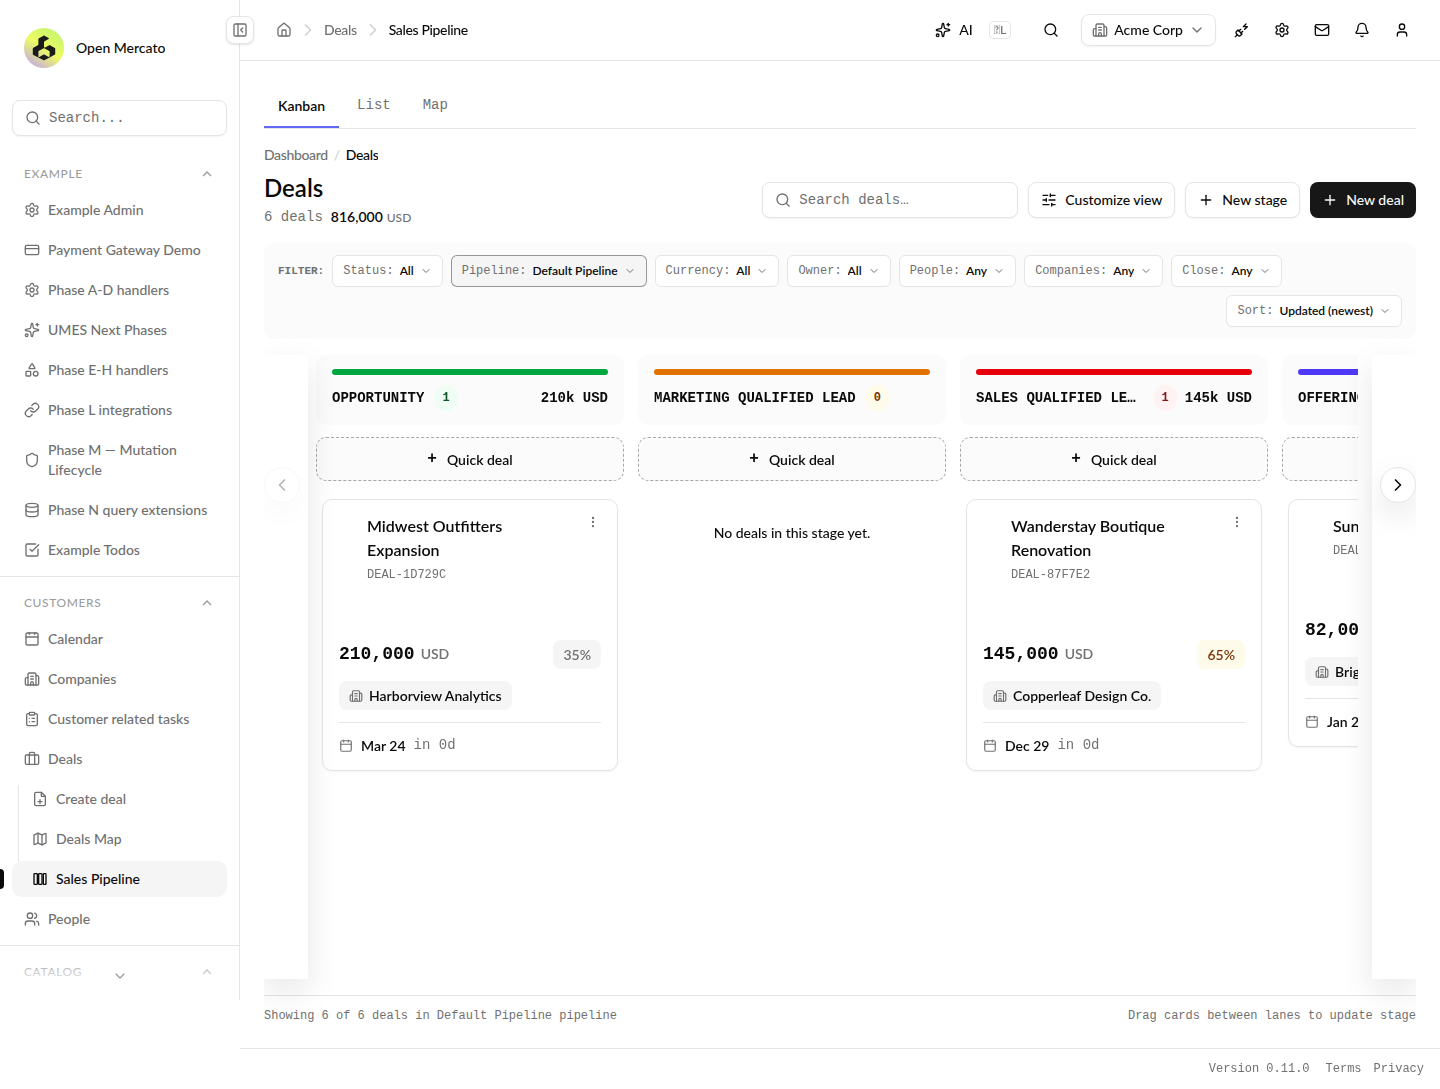 Open Mercato
Deals
Sales Pipeline
AI
Acme Corp
Search...
EXAMPLE
Example Admin
Payment Gateway Demo
Phase A-D handlers
UMES Next Phases
Phase E-H handlers
Phase L integrations
Phase M — Mutation
Lifecycle
Phase N query extensions
Example Todos
CUSTOMERS
Calendar
Companies
Customer related tasks
Deals
Create deal
Deals Map
Sales Pipeline
People
CATALOG
Kanban
List
Map
Dashboard / Deals
Deals
6 deals 816,000 USD
Search deals…
Customize view
New stage
New deal
FILTER:
Status: All
Pipeline: Default Pipeline
Currency: All
Owner: All
People: Any
Companies: Any
Close: Any
Sort: Updated (newest)
OPPORTUNITY 1 210k USD
+ Quick deal
Midwest Outfitters
Expansion
DEAL-1D729C
210,000 USD
35%
Harborview Analytics
Mar 24 in 0d
MARKETING QUALIFIED LEAD 0
+ Quick deal
No deals in this stage yet.
SALES QUALIFIED LE… 1 145k USD
+ Quick deal
Wanderstay Boutique
Renovation
DEAL-87F7E2
145,000 USD
65%
Copperleaf Design Co.
Dec 29 in 0d
OFFERING
Sun
DEAL
82,00
Brig
Jan 2
Showing 6 of 6 deals in Default Pipeline pipeline
Drag cards between lanes to update stage
Version 0.11.0
Terms
Privacy